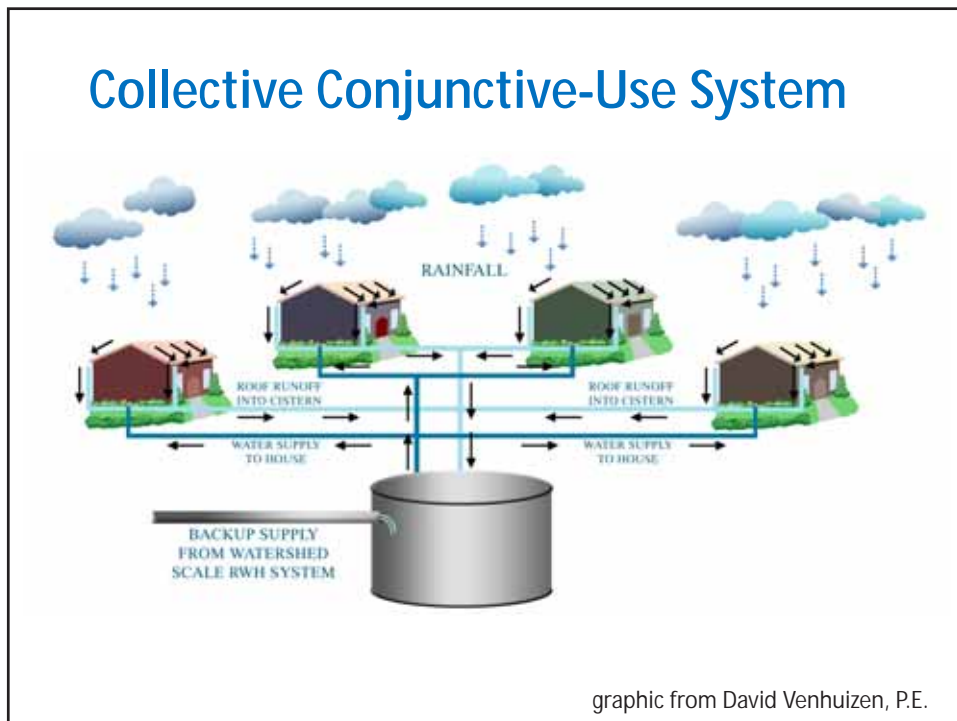 Collective Conjunctive-Use System
RAINFALL
ROOF RUNOFF
INTO CISTERN
ROOF RUNOFF
INTO CISTERN
WATER SUPPLY
TO HOUSE
WATER SUPPLY
TO HOUSE
BACKUP SUPPLY
FROM WATERSHED
SCALE RWH SYSTEM
graphic from David Venhuizen, P.E.